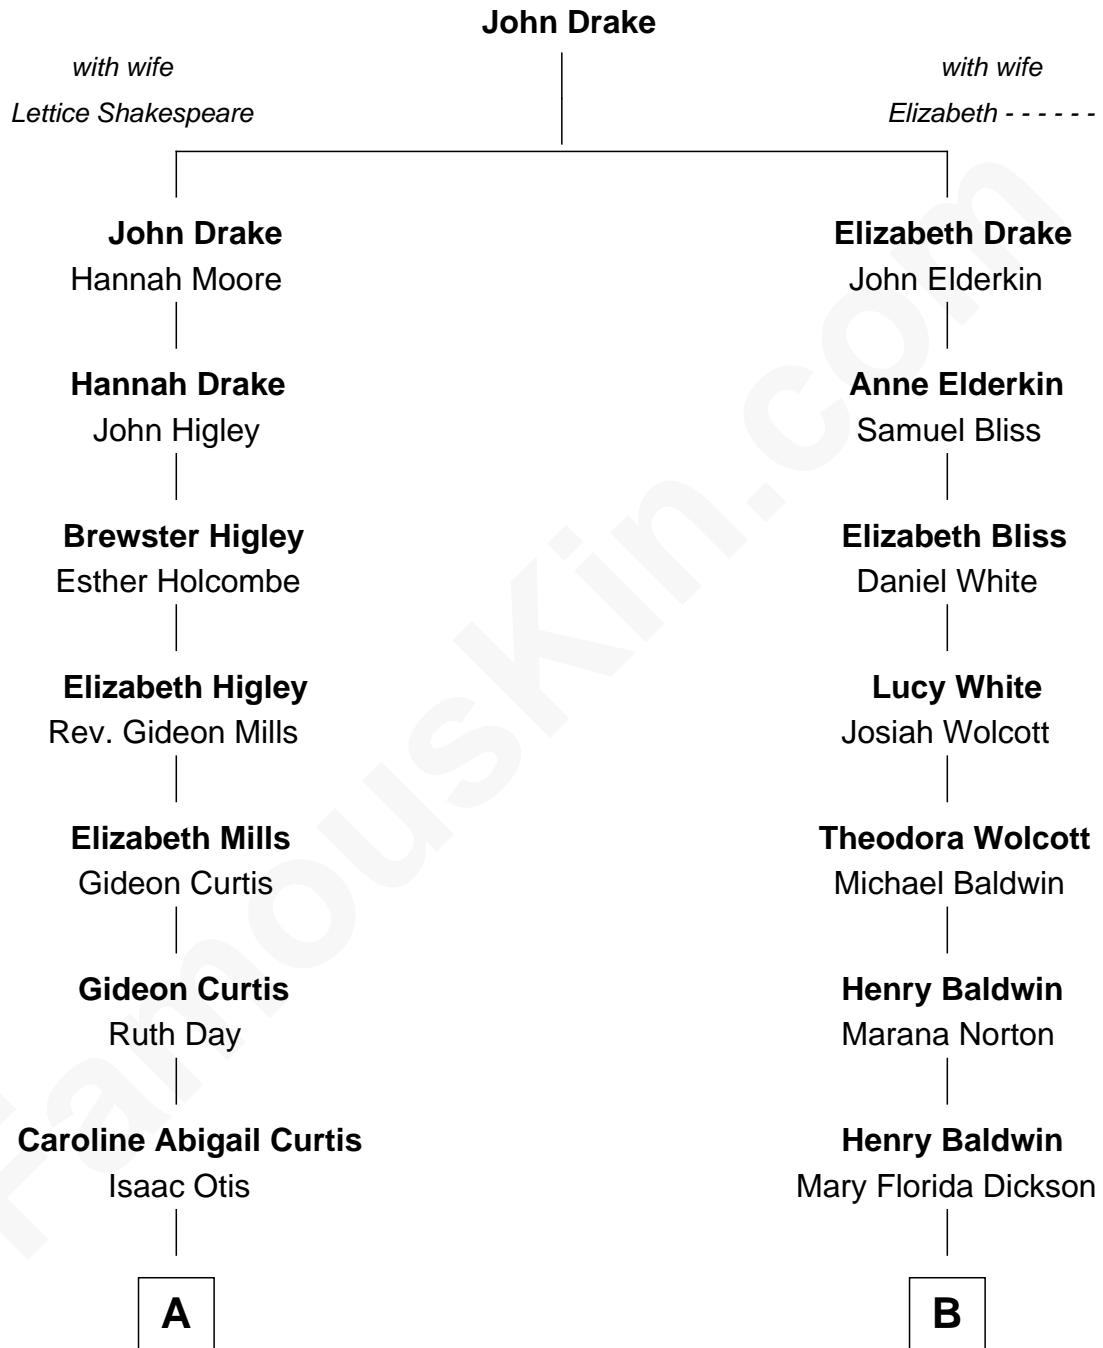 John Drake
with wife
Lettice Shakespeare
with wife
Elizabeth - - - - - -
John Drake
Hannah Moore
Elizabeth Drake
John Elderkin
Hannah Drake
John Higley
Anne Elderkin
Samuel Bliss
Brewster Higley
Esther Holcombe
Elizabeth Bliss
Daniel White
Elizabeth Higley
Rev. Gideon Mills
Lucy White
Josiah Wolcott
Elizabeth Mills
Gideon Curtis
Theodora Wolcott
Michael Baldwin
Gideon Curtis
Ruth Day
Henry Baldwin
Marana Norton
Caroline Abigail Curtis
Isaac Otis
Henry Baldwin
Mary Florida Dickson
A
B
FamousKin.com